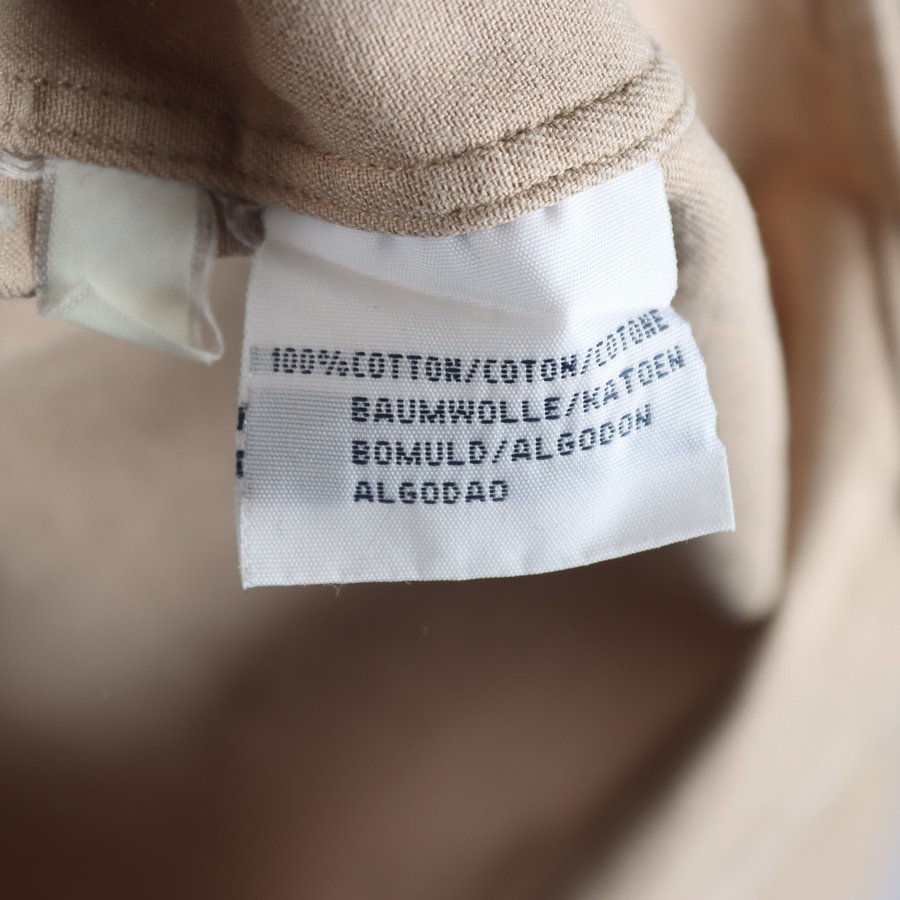 100%COTTON/COTON/COTONE
BAUMWOLLE/KATOEN
BOMULD/ALGODON
ALGODAO